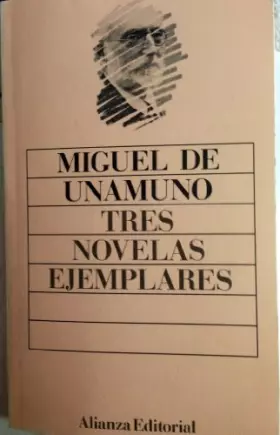 MIGUEL DE
UNAMUNO
TRES
NOVELAS
EJEMPLARES
Alianza Editorial